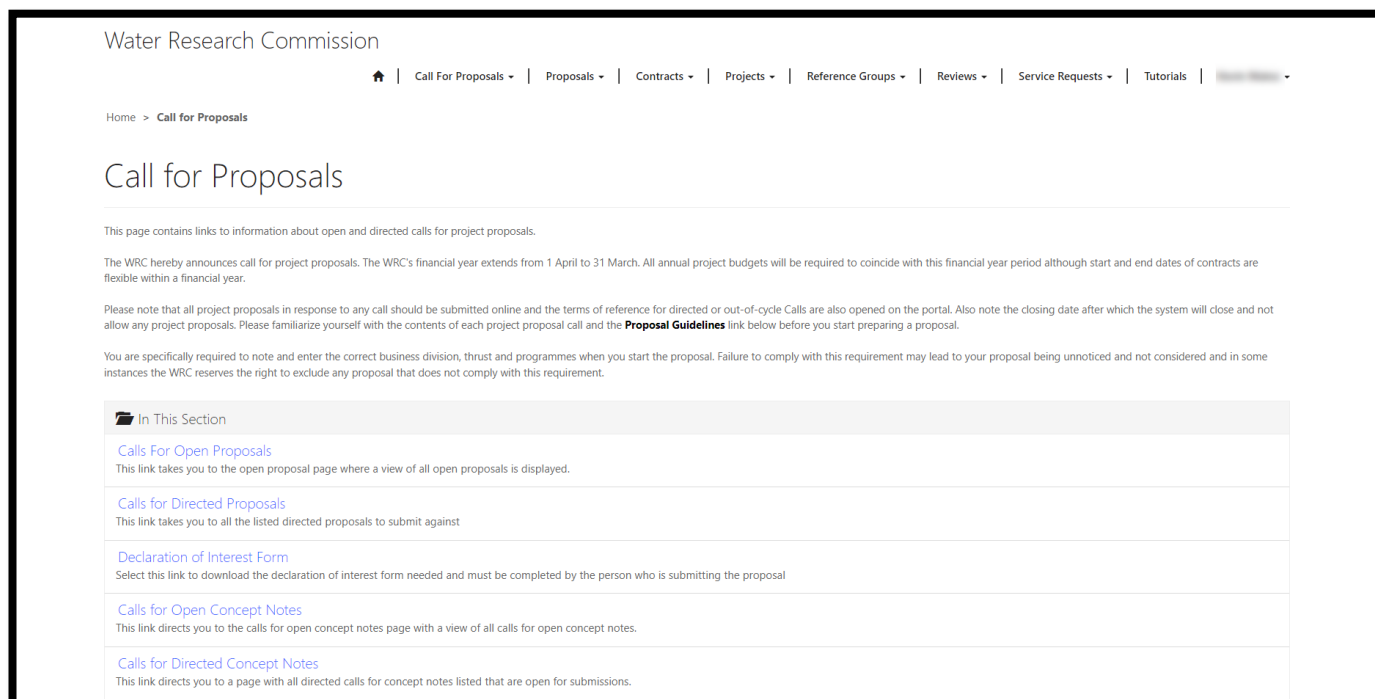 Water Research Commission
Call For Proposals
Proposals
Contracts
Projects
Reference Groups
Reviews
Service Requests
Tutorials
Home > Call for Proposals
Call for Proposals
This page contains links to information about open and directed calls for project proposals.
The WRC hereby announces call for project proposals. The WRC's financial year extends from 1 April to 31 March. All annual project budgets will be required to coincide with this financial year period although start and end dates of contracts are
flexible within a financial year.
Please note that all project proposals in response to any call should be submitted online and the terms of reference for directed or out-of-cycle Calls are also opened on the portal. Also note the closing date after which the system will close and not
allow any project proposals. Please familiarize yourself with the contents of each project proposal call and the Proposal Guidelines link below before you start preparing a proposal.
You are specifically required to note and enter the correct business division, thrust and programmes when you start the proposal. Failure to comply with this requirement may lead to your proposal being unnoticed and not considered and in some
instances the WRC reserves the right to exclude any proposal that does not comply with this requirement.
In This Section
Calls For Open Proposals
This link takes you to the open proposal page where a view of all open proposals is displayed.
Calls for Directed Proposals
This link takes you to all the listed directed proposals to submit against
Declaration of Interest Form
Select this link to download the declaration of interest form needed and must be completed by the person who is submitting the proposal
Calls for Open Concept Notes
This link directs you to the calls for open concept notes page with a view of all calls for open concept notes.
Calls for Directed Concept Notes
This link directs you to a page with all directed calls for concept notes listed that are open for submissions.